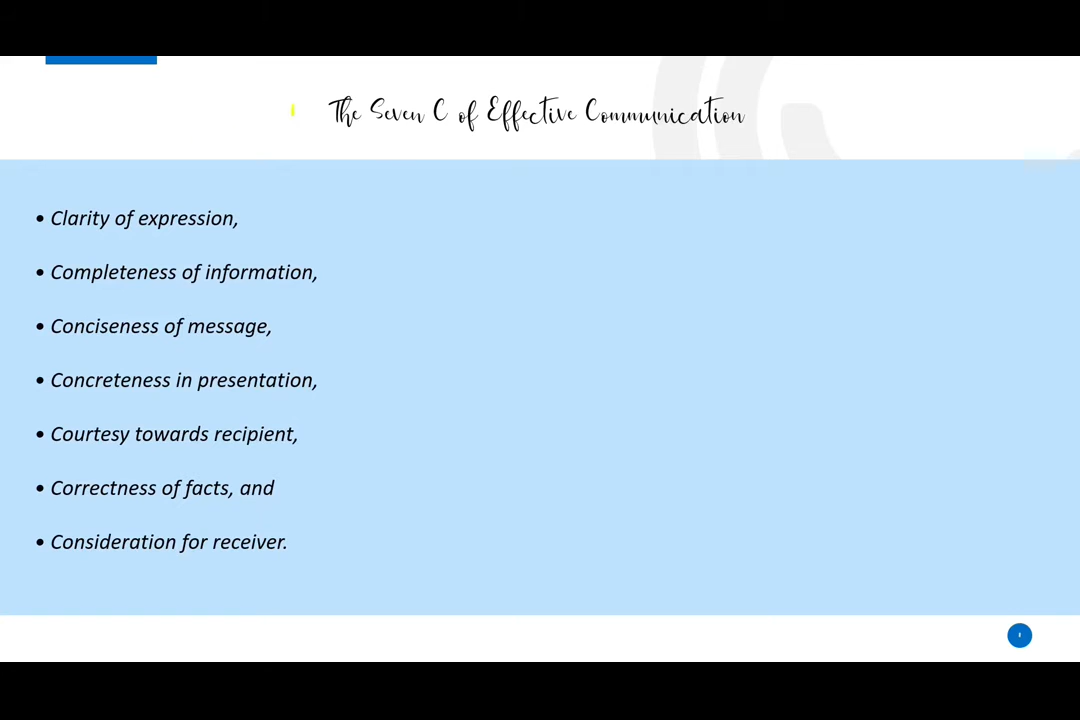 The Seven C of Effective Communication
• Clarity of expression,
• Completeness of information,
• Conciseness of message,
• Concreteness in presentation,
• Courtesy towards recipient,
• Correctness of facts, and
• Consideration for receiver.